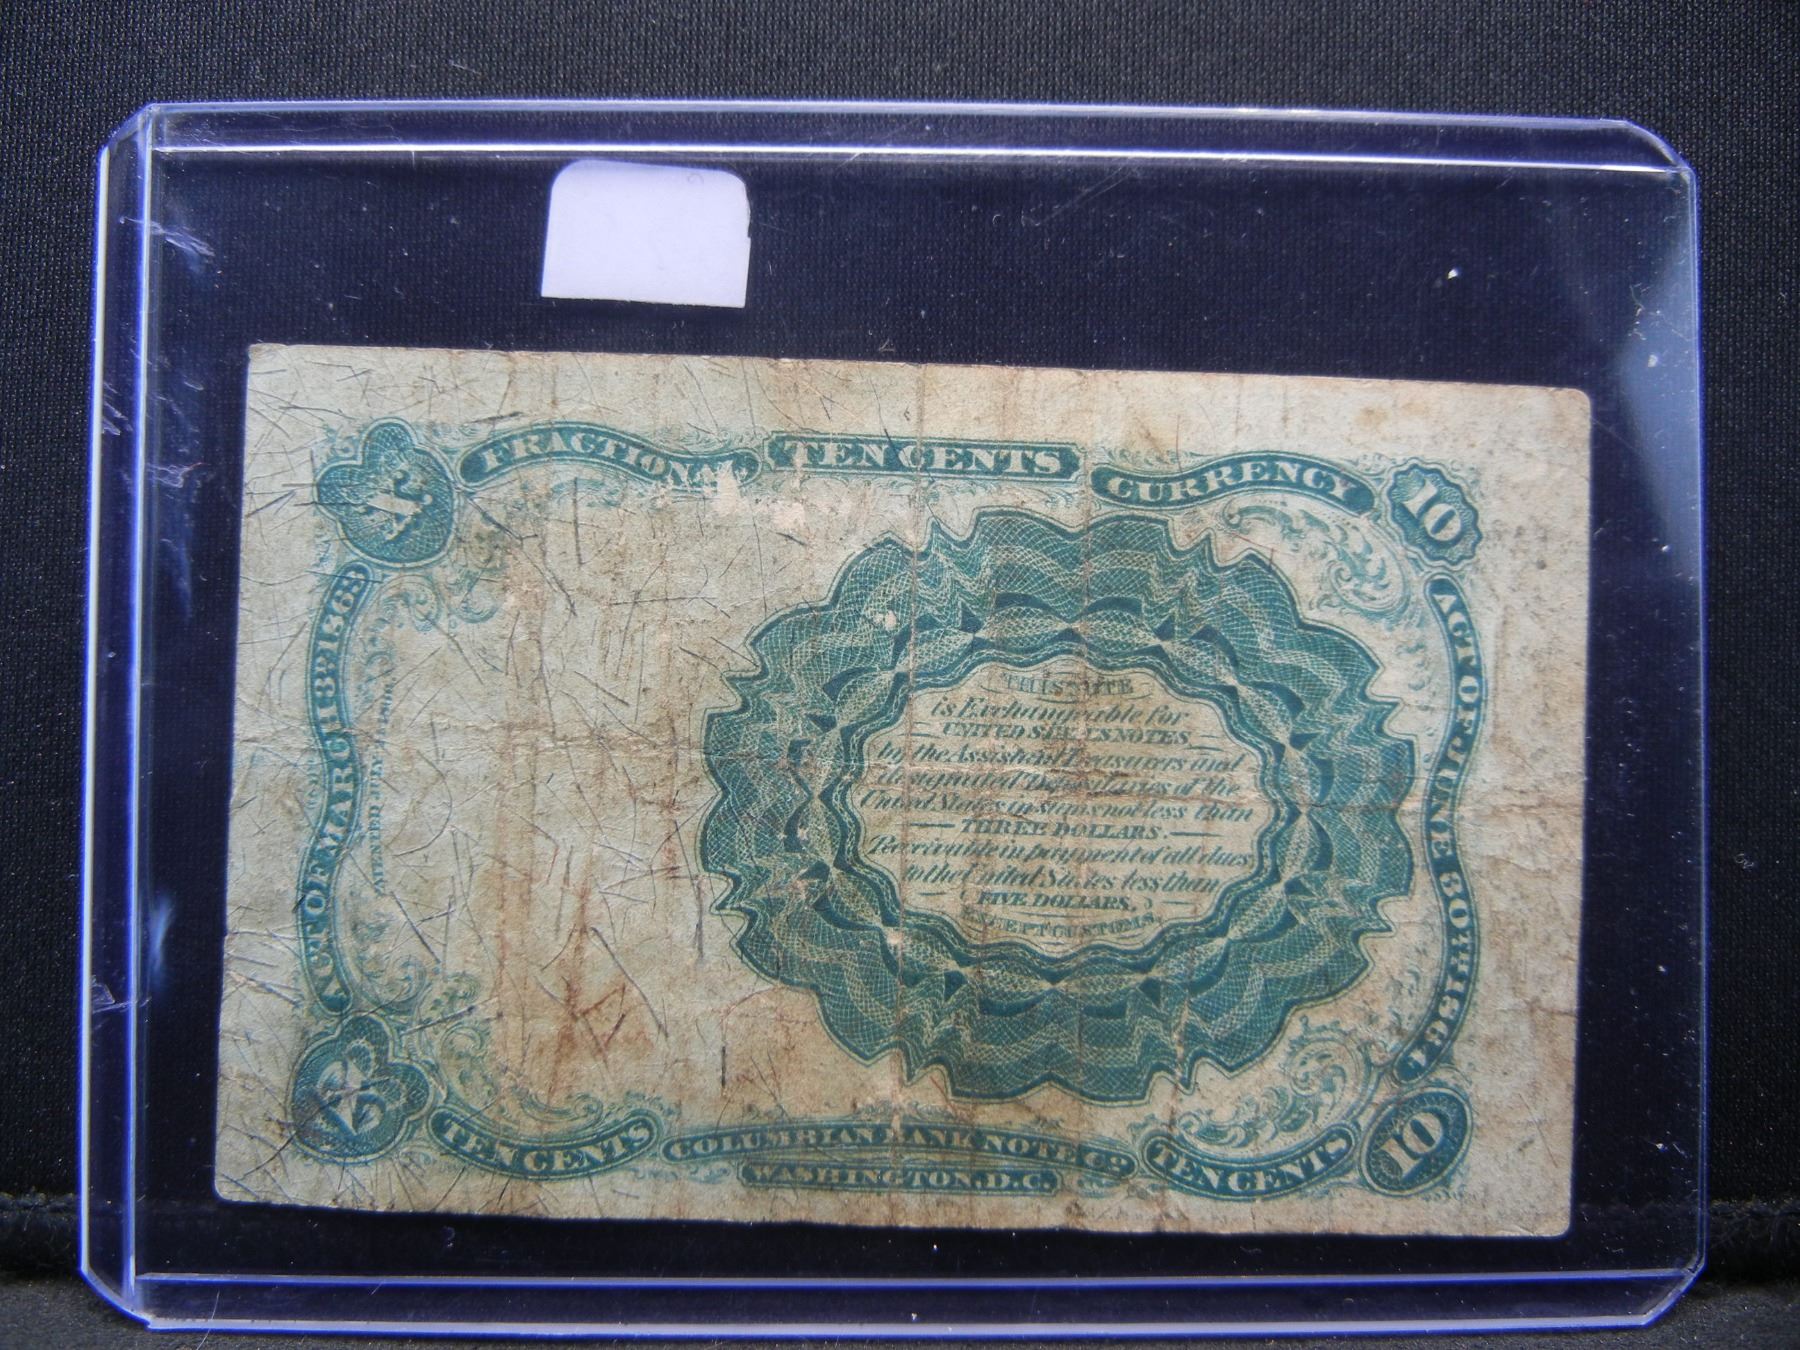 FRACTIONAL TEN CENTS CURRENCY
X
10
ACT OF MARCH 3RD 1863
ACT OF JUNE 30TH 1864
THIS NOTE
is Exchangeable for
UNITED STATES NOTES
by the Assistant Treasurers and
designated Depositaries of the
United States in sums not less than
THREE DOLLARS.
Receivable in payment of all dues
to the United States less than
FIVE DOLLARS.
EXCEPT CUSTOMS.
X
10
TEN CENTS COLUMBIAN BANK NOTE CO TEN CENTS
WASHINGTON, D.C.